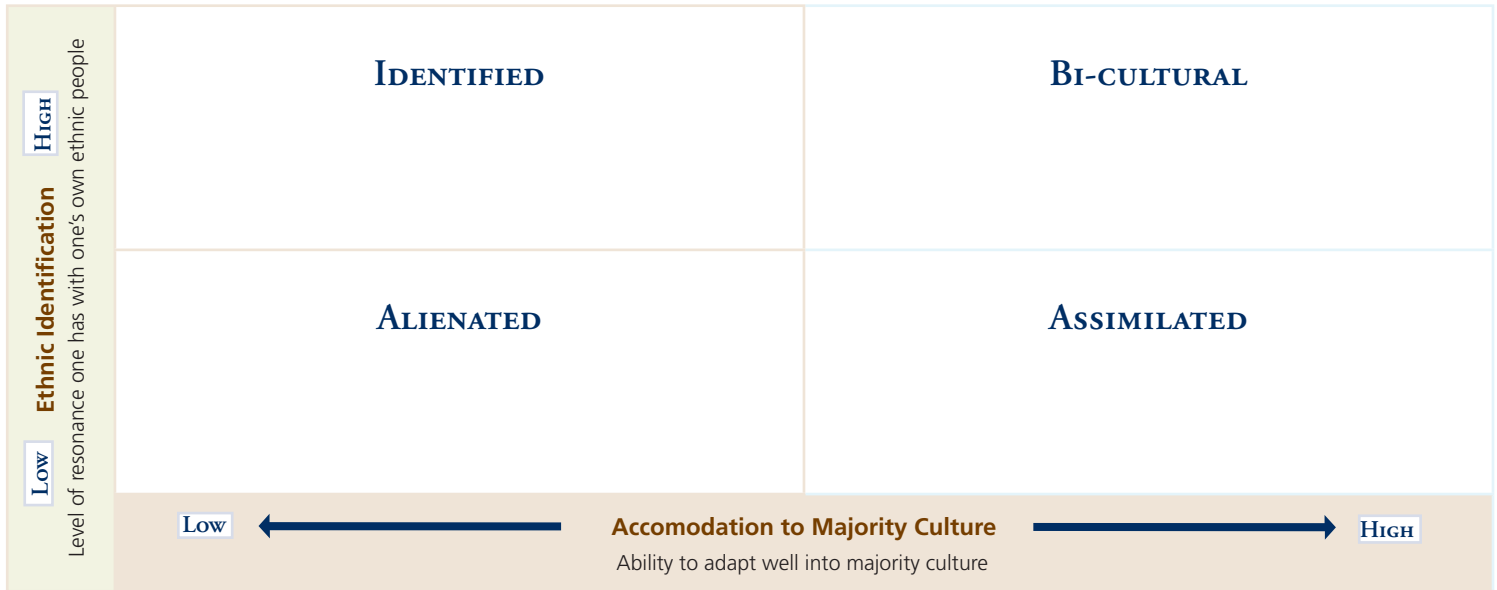 IDENTIFIED
BI-CULTURAL
ALIENATED
ASSIMILATED
HIGH
Ethnic Identification
LOW
Level of resonance one has with one's own ethnic people
LOW
Accomodation to Majority Culture
HIGH
Ability to adapt well into majority culture